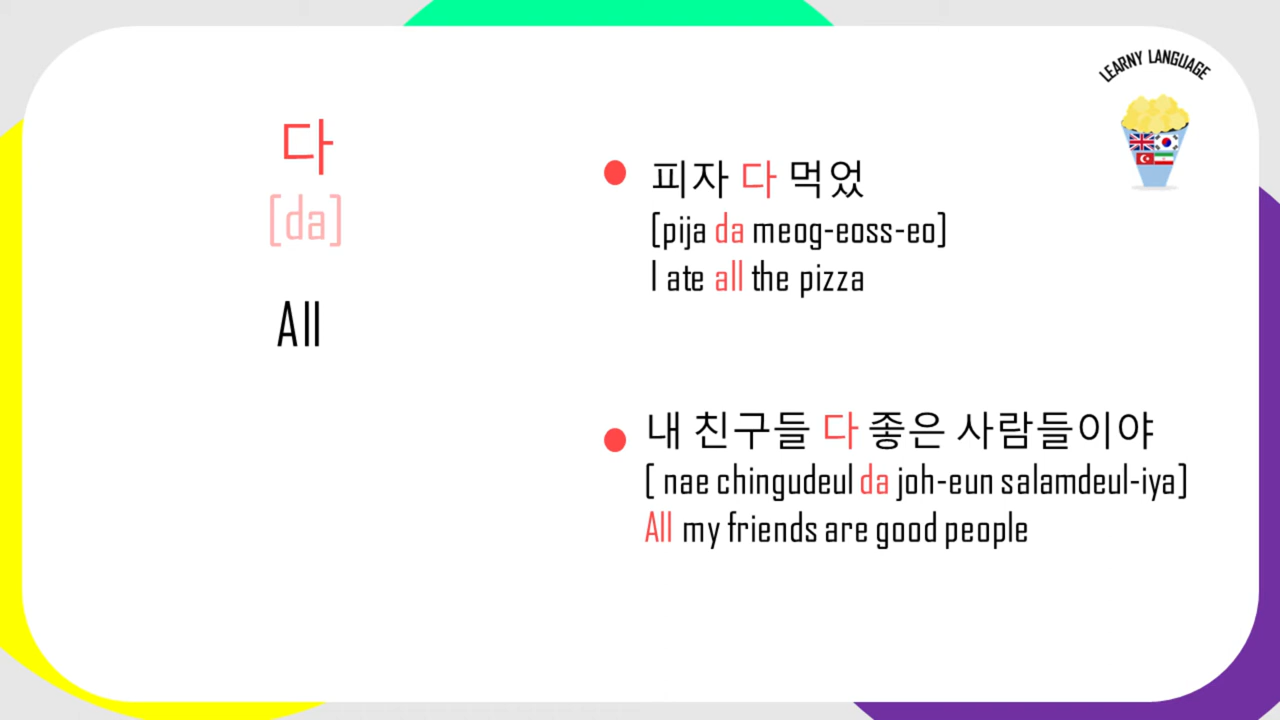 LEARNY LANGUAGE
다
[da]
All
피자 다 먹었
[pija da meog-eoss-eo]
I ate all the pizza
내 친구들 다 좋은 사람들이야
[ nae chingudeul da joh-eun salamdeul-iya]
All my friends are good people